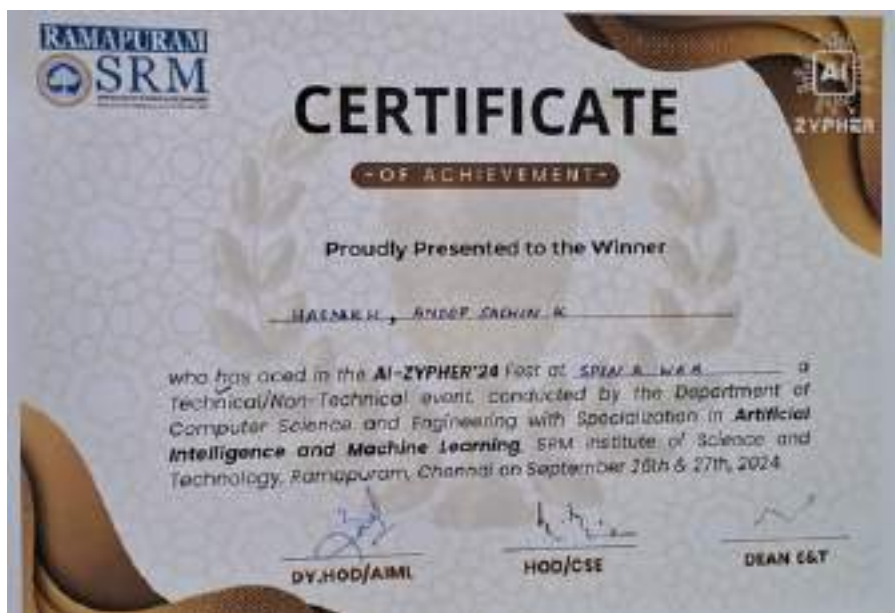 RAMAPURAM
SRM
AI
ZYPHER
CERTIFICATE
-OF ACHIEVEMENT-
Proudly Presented to the Winner
SACHIN K
who has aced in the AI-ZYPHER'24 Fest at SPIN A a
Technical/Non-Technical event, conducted by the Department of
Computer Science and Engineering with Specialization in Artificial
Intelligence and Machine Learning, SRM Institute of Science and
Technology, Ramapuram, Chennai on September 26th & 27th, 2024
DY.HOD/AIML
HOD/CSE
DEAN E&T